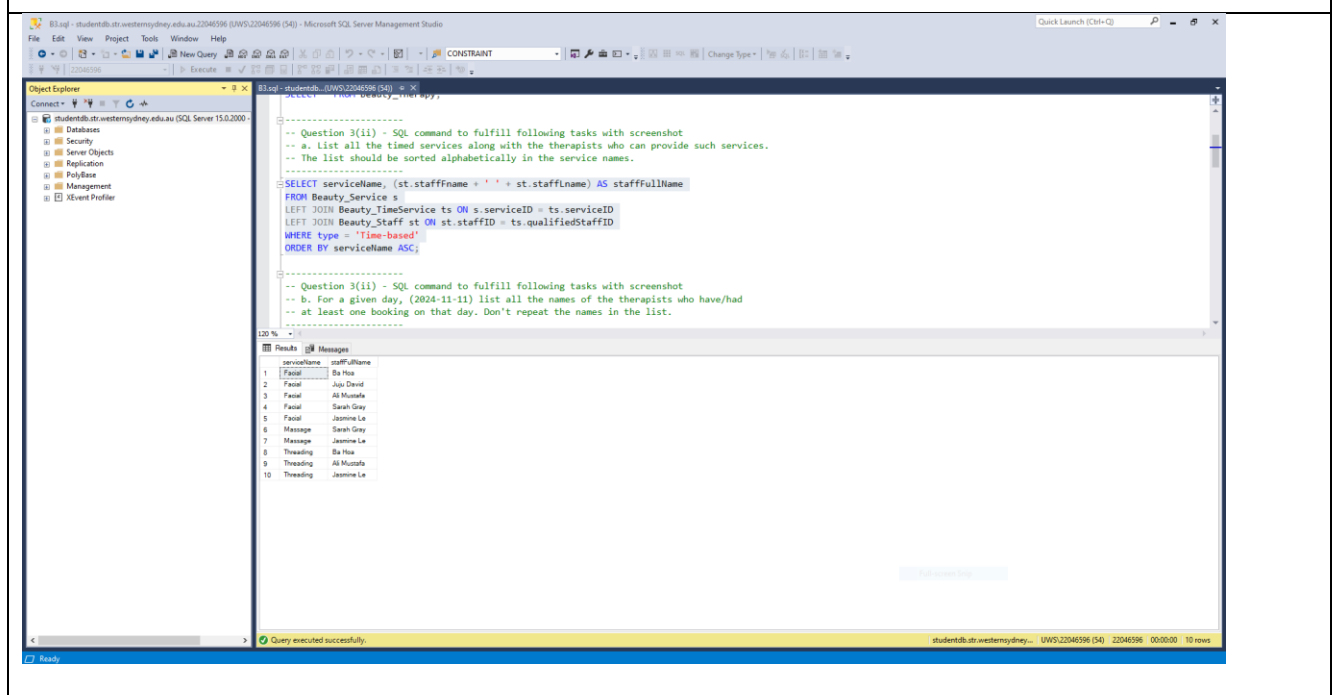 B3.sql - studentdb.str.westernsydney.edu.au.22046596 (UWS\22046596 (54)) - Microsoft SQL Server Management Studio
Quick Launch (Ctrl+Q)
File Edit View Project Tools Window Help
New Query
CONSTRAINT
Change Type
22046596
Execute
Object Explorer
B3.sql - studentdb...(UWS\22046596 (54))
Connect
studentdb.str.westernsydney.edu.au (SQL Server 15.0.2000 -
Databases
Security
Server Objects
Replication
PolyBase
Management
XEvent Profiler
SELECT * FROM Beauty_Therapy;
----------------------
-- Question 3(ii) - SQL command to fulfill following tasks with screenshot
-- a. List all the timed services along with the therapists who can provide such services.
-- The list should be sorted alphabetically in the service names.
----------------------
SELECT serviceName, (st.staffFname + ' ' + st.staffLname) AS staffFullName
FROM Beauty_Service s
LEFT JOIN Beauty_TimeService ts ON s.serviceID = ts.serviceID
LEFT JOIN Beauty_Staff st ON st.staffID = ts.qualifiedStaffID
WHERE type = 'Time-based'
ORDER BY serviceName ASC;
----------------------
-- Question 3(ii) - SQL command to fulfill following tasks with screenshot
-- b. For a given day, (2024-11-11) list all the names of the therapists who have/had
-- at least one booking on that day. Don't repeat the names in the list.
----------------------
120 %
Results Messages
serviceName staffFullName
1 Facial Ba Hoa
2 Facial Juju David
3 Facial Ali Mustafa
4 Facial Sarah Gray
5 Facial Jasmine Le
6 Massage Sarah Gray
7 Massage Jasmine Le
8 Threading Ba Hoa
9 Threading Ali Mustafa
10 Threading Jasmine Le
Query executed successfully.
studentdb.str.westernsydney... UWS\22046596 (54) 22046596 00:00:00 10 rows
Ready